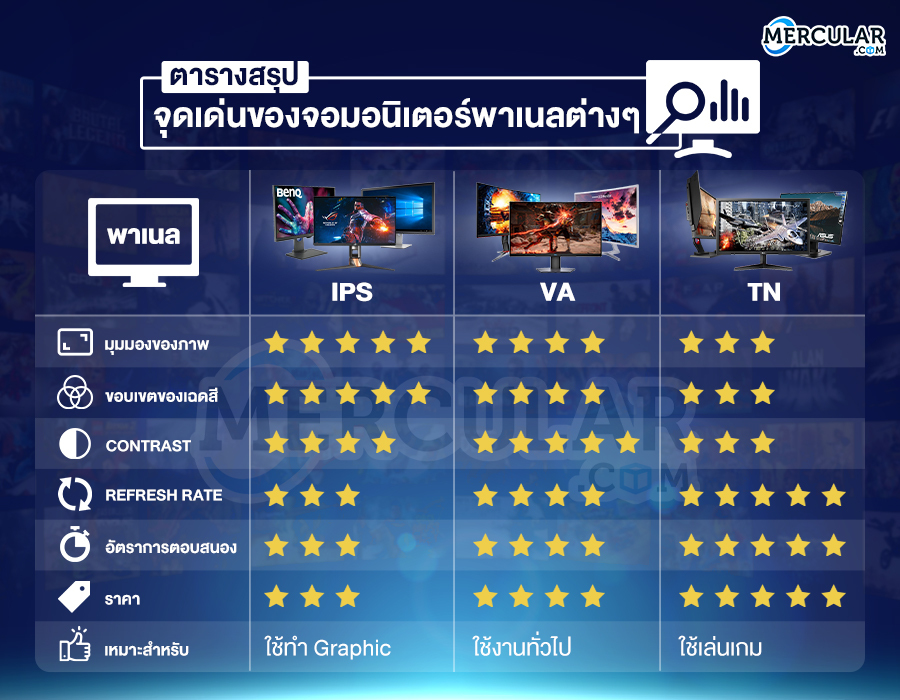 MERCULAR
.COM
ตารางสรุป
จุดเด่นของจอมอนิเตอร์พาเนลต่างๆ
พาเนล
BenQ
IPS
VA
ASUS
TN
มุมมองของภาพ
ขอบเขตของเฉดสี
CONTRAST
REFRESH RATE
อัตราการตอบสนอง
ราคา
เหมาะสำหรับ
ใช้ทำ Graphic
ใช้งานทั่วไป
ใช้เล่นเกม
MERCULAR
.COM